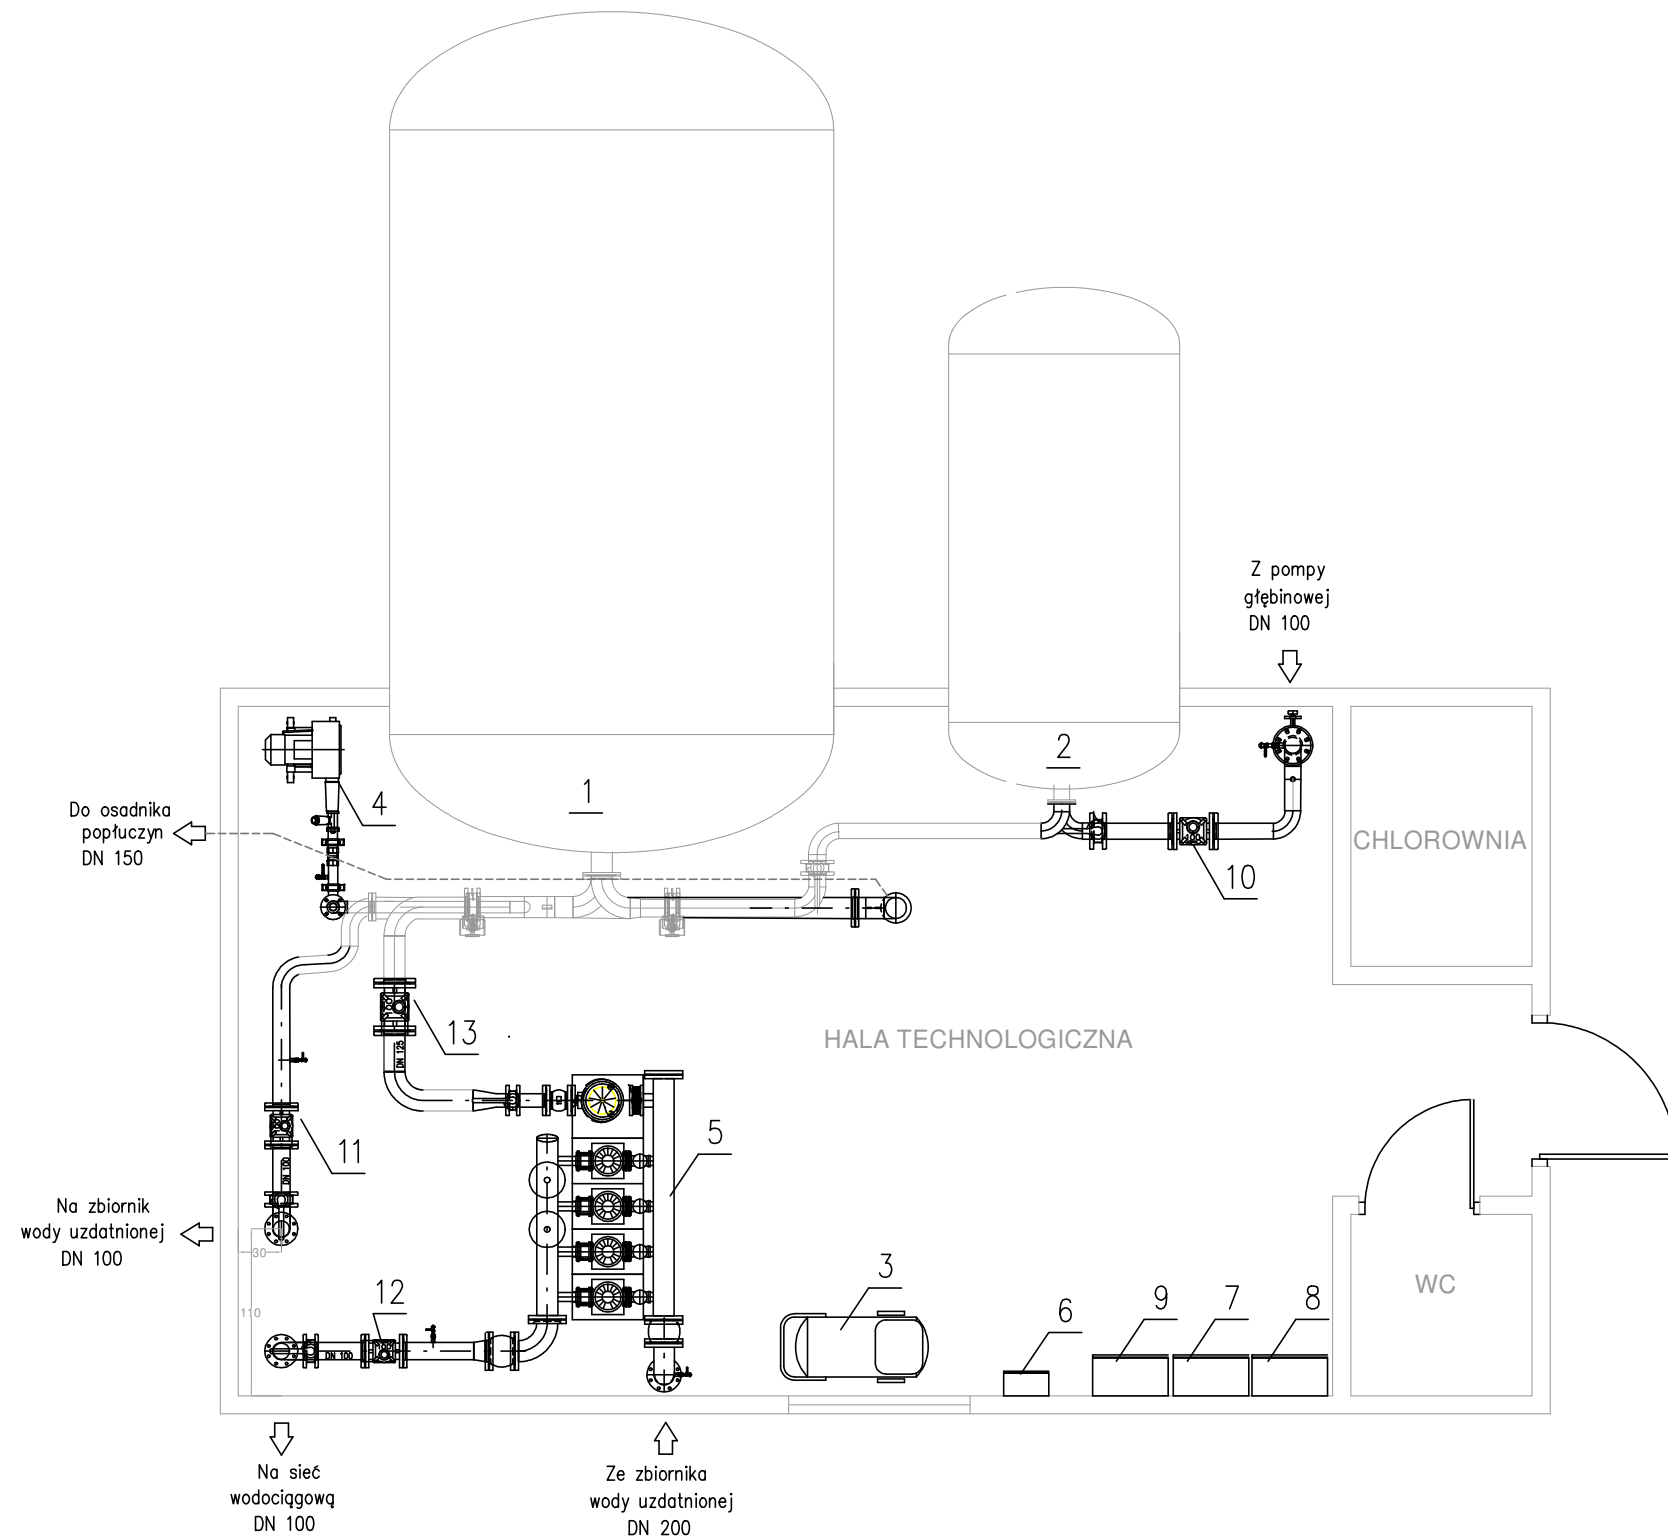 Z pompy
głębinowej
DN 100
2
1
4
Do osadnika
popłuczyn
DN 150
CHLOROWNIA
10
13
HALA TECHNOLOGICZNA
DN 125
5
11
DN 100
Na zbiornik
wody uzdatnionej
DN 100
30
110
12
DN 100
3
6
9
7
8
WC
Na sieć
wodociągową
DN 100
Ze zbiornika
wody uzdatnionej
DN 200